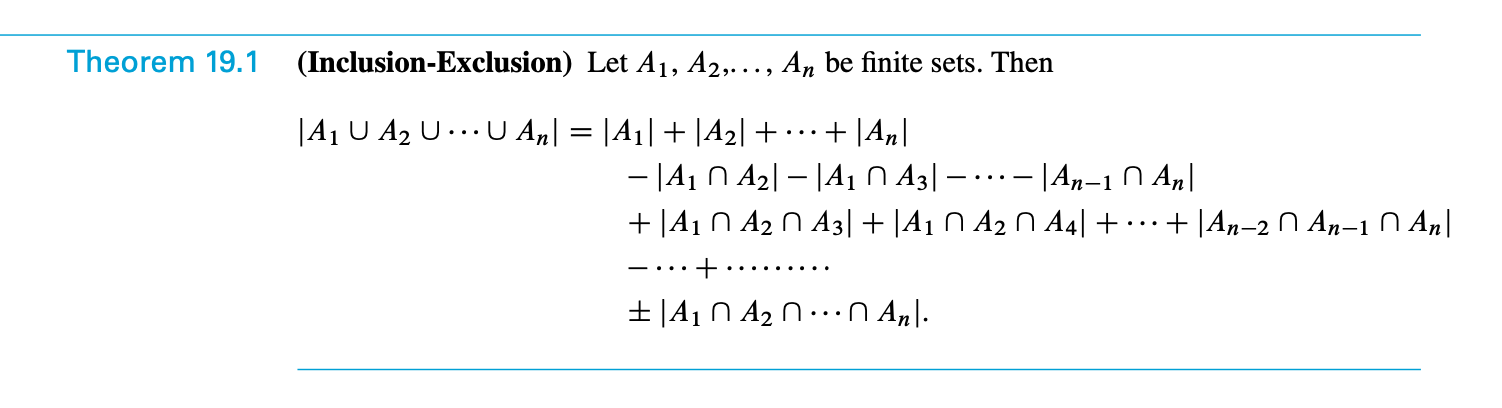 Theorem 19.1 (Inclusion-Exclusion) Let A₁, A₂,..., Aₙ be finite sets. Then
|A₁ ∪ A₂ ∪ ··· ∪ Aₙ| = |A₁| + |A₂| + ··· + |Aₙ|
− |A₁ ∩ A₂| − |A₁ ∩ A₃| − ··· − |Aₙ₋₁ ∩ Aₙ|
+ |A₁ ∩ A₂ ∩ A₃| + |A₁ ∩ A₂ ∩ A₄| + ··· + |Aₙ₋₂ ∩ Aₙ₋₁ ∩ Aₙ|
− ··· + ·········
± |A₁ ∩ A₂ ∩ ··· ∩ Aₙ|.